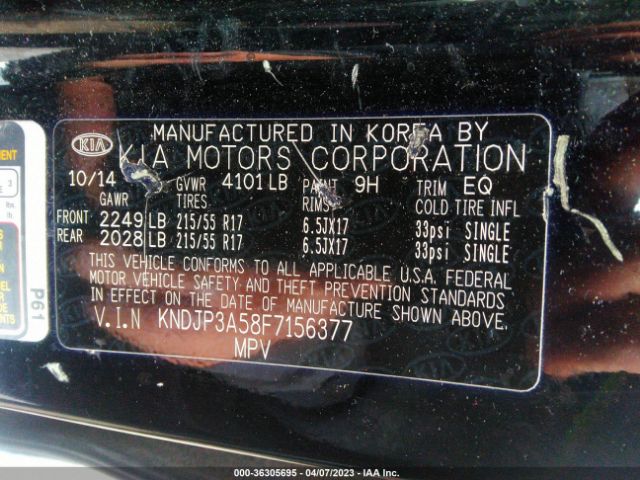 MANUFACTURED IN KOREA BY
KIA KIA MOTORS CORPORATION
10/14 GVWR 4101 LB PAINT 9H TRIM EQ
GAWR TIRES. RIMS COLD TIRE INFL
FRONT 2249 LB 215/55 R17 6.5JX17 33psi SINGLE
REAR 2028 LB 215/55 R17 6.5JX17 33psi SINGLE
THIS VEHICLE CONFORMS TO ALL APPLICABLE U.S.A. FEDERAL
MOTOR VEHICLE SAFETY AND THEFT PREVENTION STANDARDS
IN EFFECT ON THE DATE OF MANUFACTURE SHOWN ABOVE.
V.I.N KNDJP3A58F7156377
MPV
P61
000-36305695 - 04/07/2023 - IAA Inc.